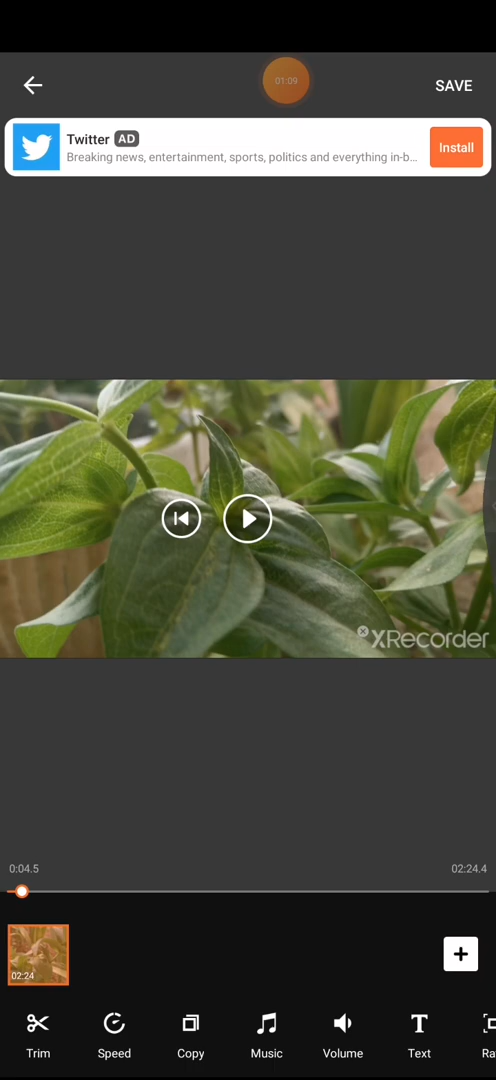 01:09
SAVE
Twitter AD
Breaking news, entertainment, sports, politics and everything in-b...
Install
XRecorder
0:04.5
02:24.4
02:24
Trim
Speed
Copy
Music
Volume
Text
Ra